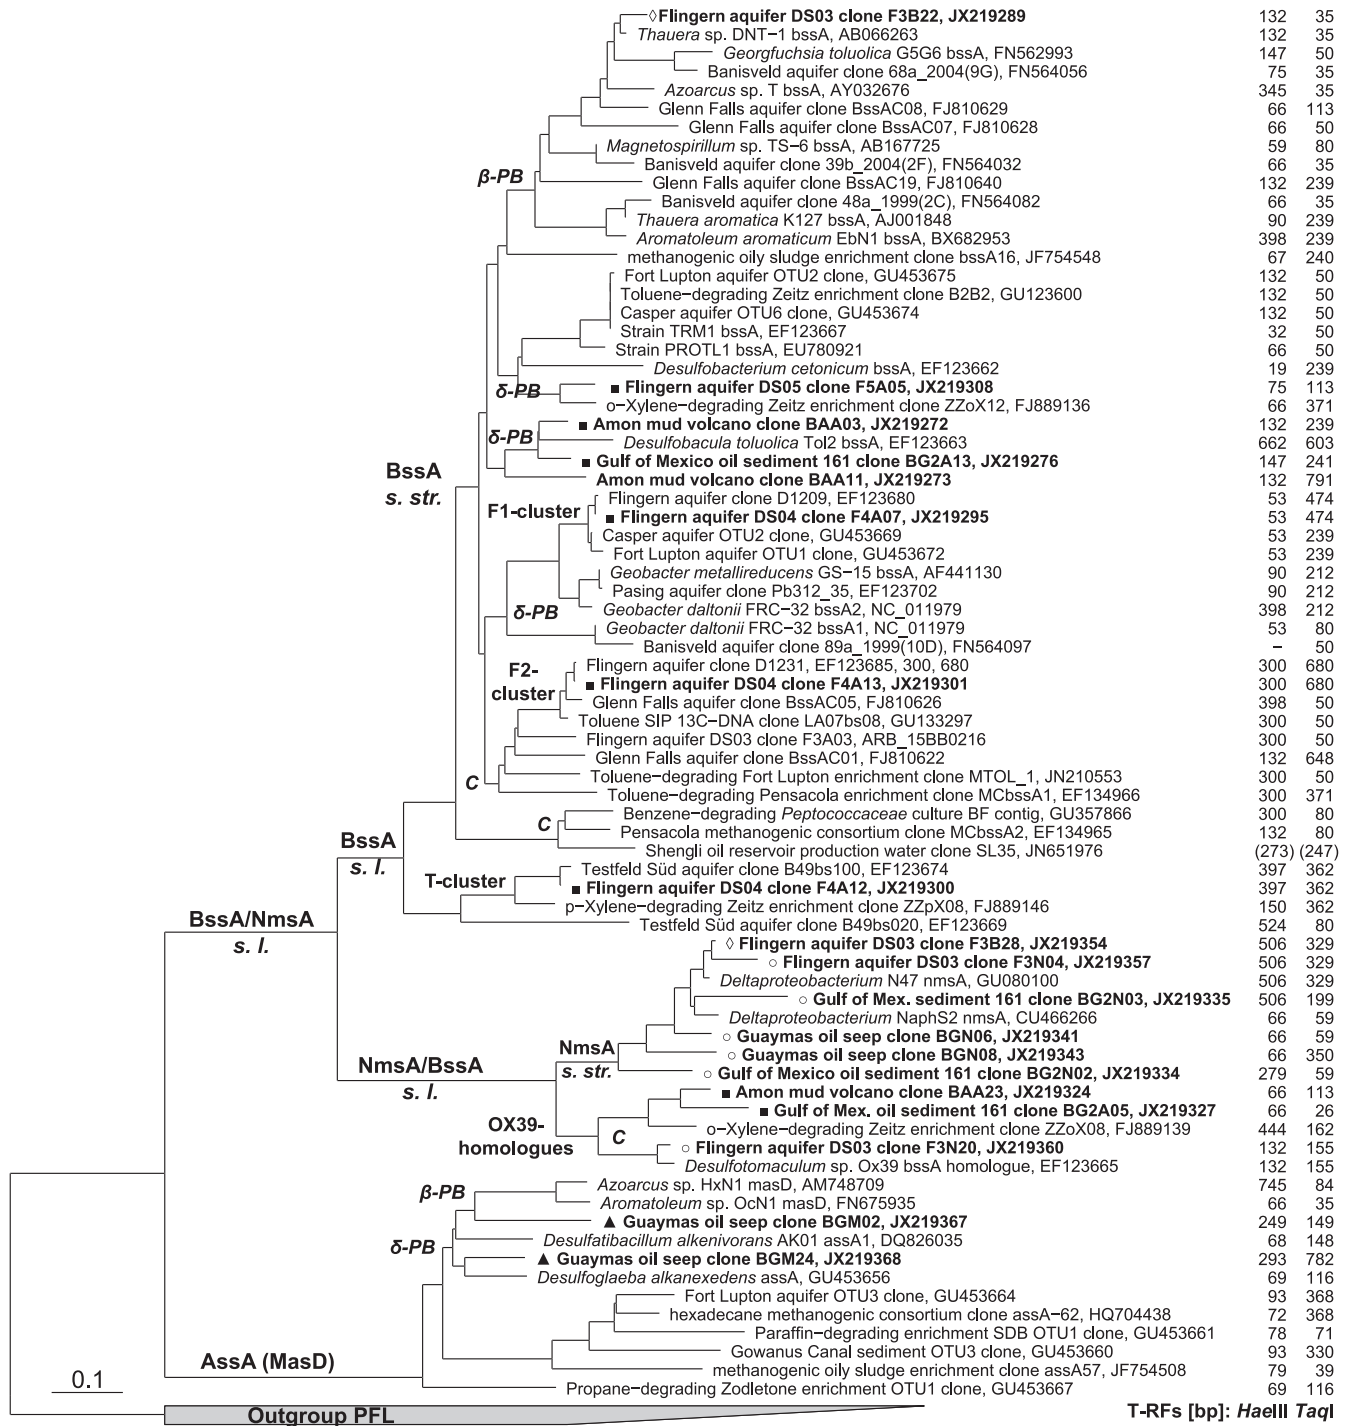 ◊Flingern aquifer DS03 clone F3B22, JX219289 132 35
Thauera sp. DNT−1 bssA, AB066263 132 35
Georgfuchsia toluolica G5G6 bssA, FN562993 147 50
Banisveld aquifer clone 68a_2004(9G), FN564056 75 35
Azoarcus sp. T bssA, AY032676 345 35
Glenn Falls aquifer clone BssAC08, FJ810629 66 113
Glenn Falls aquifer clone BssAC07, FJ810628 66 50
Magnetospirillum sp. TS−6 bssA, AB167725 59 80
Banisveld aquifer clone 39b_2004(2F), FN564032 66 35
β-PB
Glenn Falls aquifer clone BssAC19, FJ810640 132 239
Banisveld aquifer clone 48a_1999(2C), FN564082 66 35
Thauera aromatica K127 bssA, AJ001848 90 239
Aromatoleum aromaticum EbN1 bssA, BX682953 398 239
methanogenic oily sludge enrichment clone bssA16, JF754548 67 240
Fort Lupton aquifer OTU2 clone, GU453675 132 50
Toluene−degrading Zeitz enrichment clone B2B2, GU123600 132 50
Casper aquifer OTU6 clone, GU453674 132 50
Strain TRM1 bssA, EF123667 32 50
Strain PROTL1 bssA, EU780921 66 50
Desulfobacterium cetonicum bssA, EF123662 19 239
δ-PB
■ Flingern aquifer DS05 clone F5A05, JX219308 75 113
o−Xylene−degrading Zeitz enrichment clone ZZoX12, FJ889136 66 371
■ Amon mud volcano clone BAA03, JX219272 132 239
δ-PB
Desulfobacula toluolica Tol2 bssA, EF123663 662 603
■ Gulf of Mexico oil sediment 161 clone BG2A13, JX219276 147 241
BssA
s. str.
Amon mud volcano clone BAA11, JX219273 132 791
Flingern aquifer clone D1209, EF123680 53 474
F1-cluster
■ Flingern aquifer DS04 clone F4A07, JX219295 53 474
Casper aquifer OTU2 clone, GU453669 53 239
Fort Lupton aquifer OTU1 clone, GU453672 53 239
Geobacter metallireducens GS−15 bssA, AF441130 90 212
Pasing aquifer clone Pb312_35, EF123702 90 212
δ-PB
Geobacter daltonii FRC−32 bssA2, NC_011979 398 212
Geobacter daltonii FRC−32 bssA1, NC_011979 53 80
Banisveld aquifer clone 89a_1999(10D), FN564097 − 50
F2-
cluster
Flingern aquifer clone D1231, EF123685, 300, 680 300 680
■ Flingern aquifer DS04 clone F4A13, JX219301 300 680
Glenn Falls aquifer clone BssAC05, FJ810626 398 50
Toluene SIP 13C−DNA clone LA07bs08, GU133297 300 50
Flingern aquifer DS03 clone F3A03, ARB_15BB0216 300 50
Glenn Falls aquifer clone BssAC01, FJ810622 132 648
C
Toluene−degrading Fort Lupton enrichment clone MTOL_1, JN210553 300 50
Toluene−degrading Pensacola enrichment clone MCbssA1, EF134966 300 371
C
Benzene−degrading Peptococcaceae culture BF contig, GU357866 300 80
Pensacola methanogenic consortium clone MCbssA2, EF134965 132 80
Shengli oil reservoir production water clone SL35, JN651976 (273) (247)
BssA
s. l.
Testfeld Süd aquifer clone B49bs100, EF123674 397 362
T-cluster
■ Flingern aquifer DS04 clone F4A12, JX219300 397 362
p−Xylene−degrading Zeitz enrichment clone ZZpX08, FJ889146 150 362
Testfeld Süd aquifer clone B49bs020, EF123669 524 80
BssA/NmsA
s. l.
◊ Flingern aquifer DS03 clone F3B28, JX219354 506 329
○ Flingern aquifer DS03 clone F3N04, JX219357 506 329
Deltaproteobacterium N47 nmsA, GU080100 506 329
○ Gulf of Mex. sediment 161 clone BG2N03, JX219335 506 199
Deltaproteobacterium NaphS2 nmsA, CU466266 66 59
○ Guaymas oil seep clone BGN06, JX219341 66 59
NmsA
s. str.
○ Guaymas oil seep clone BGN08, JX219343 66 350
○ Gulf of Mexico oil sediment 161 clone BG2N02, JX219334 279 59
NmsA/BssA
s. l.
■ Amon mud volcano clone BAA23, JX219324 66 113
■ Gulf of Mex. oil sediment 161 clone BG2A05, JX219327 66 26
OX39-
homologues
C
o−Xylene−degrading Zeitz enrichment clone ZZoX08, FJ889139 444 162
○ Flingern aquifer DS03 clone F3N20, JX219360 132 155
Desulfotomaculum sp. Ox39 bssA homologue, EF123665 132 155
β-PB
Azoarcus sp. HxN1 masD, AM748709 745 84
Aromatoleum sp. OcN1 masD, FN675935 66 35
▲ Guaymas oil seep clone BGM02, JX219367 249 149
δ-PB
Desulfatibacillum alkenivorans AK01 assA1, DQ826035 68 148
▲ Guaymas oil seep clone BGM24, JX219368 293 782
Desulfoglaeba alkanexedens assA, GU453656 69 116
Fort Lupton aquifer OTU3 clone, GU453664 93 368
hexadecane methanogenic consortium clone assA−62, HQ704438 72 368
Paraffin−degrading enrichment SDB OTU1 clone, GU453661 78 71
Gowanus Canal sediment OTU3 clone, GU453660 93 330
AssA (MasD)
methanogenic oily sludge enrichment clone assA57, JF754508 79 39
0.1
Propane−degrading Zodletone enrichment OTU1 clone, GU453667 69 116
Outgroup PFL
T-RFs [bp]: HaeIII TaqI